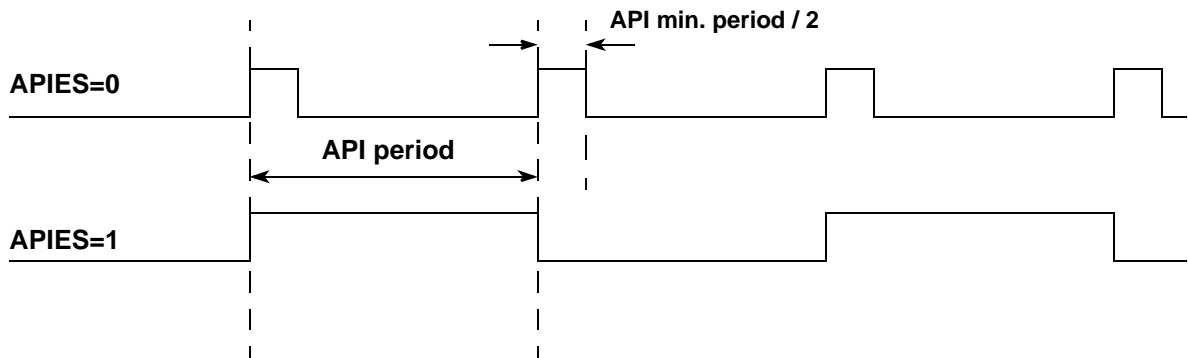 API min. period / 2
APIES=0
API period
APIES=1